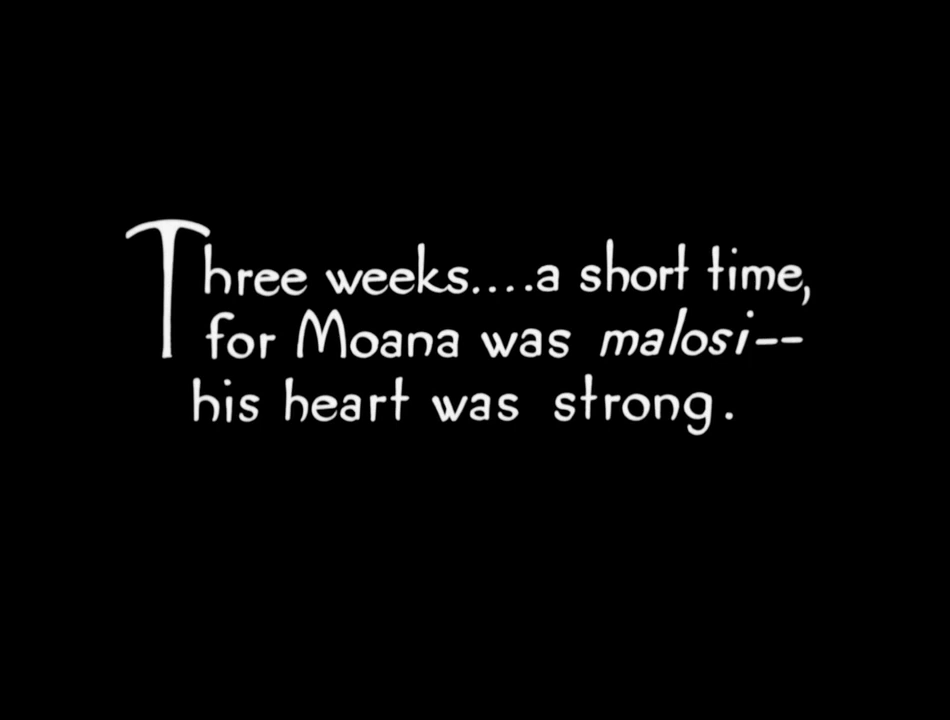 Three weeks....a short time,
for Moana was malosi--
his heart was strong.